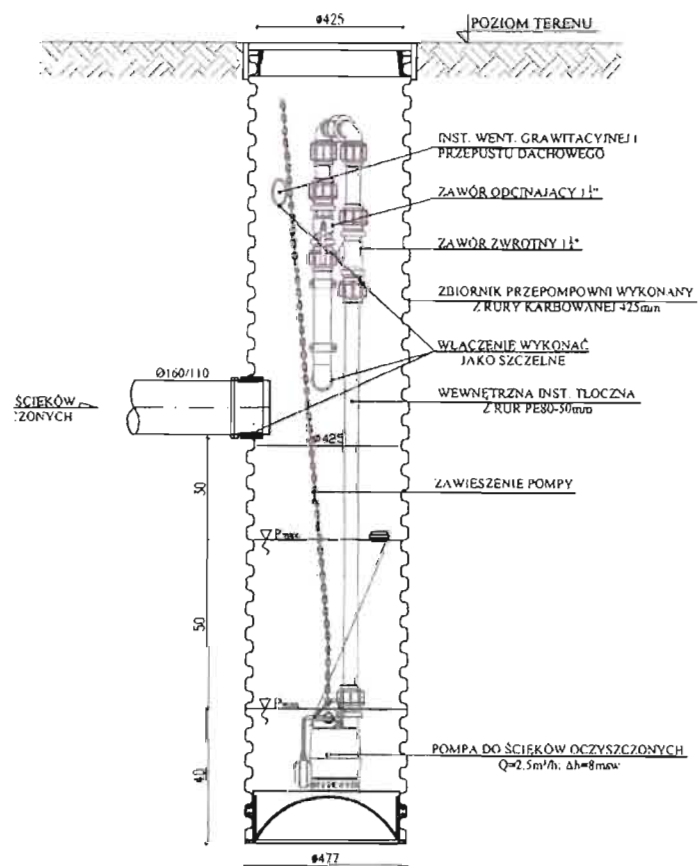 ø425
POZIOM TERENU
INST. WENT. GRAWITACYJNEJ I
PRZEPUSTU DACHOWEGO
ZAWÓR ODCINAJĄCY 1¼"
ZAWÓR ZWROTNY 1¼"
ZBIORNIK PRZEPOMPOWNI WYKONANY
Z RURY KARBOWANEJ 425mm
WŁĄCZENIE WYKONAĆ
JAKO SZCZELNE
Ø160/110
ŚCIEKÓW
CZONYCH
WEWNĘTRZNA INST. TŁOCZNA
Z RUR PE80-50mm
ø425
30
ZAWIESZENIE POMPY
Pmax
50
Pmin
40
POMPA DO ŚCIEKÓW OCZYSZCZONYCH
Q=2,5m³/h; Δh=8msw
ø477